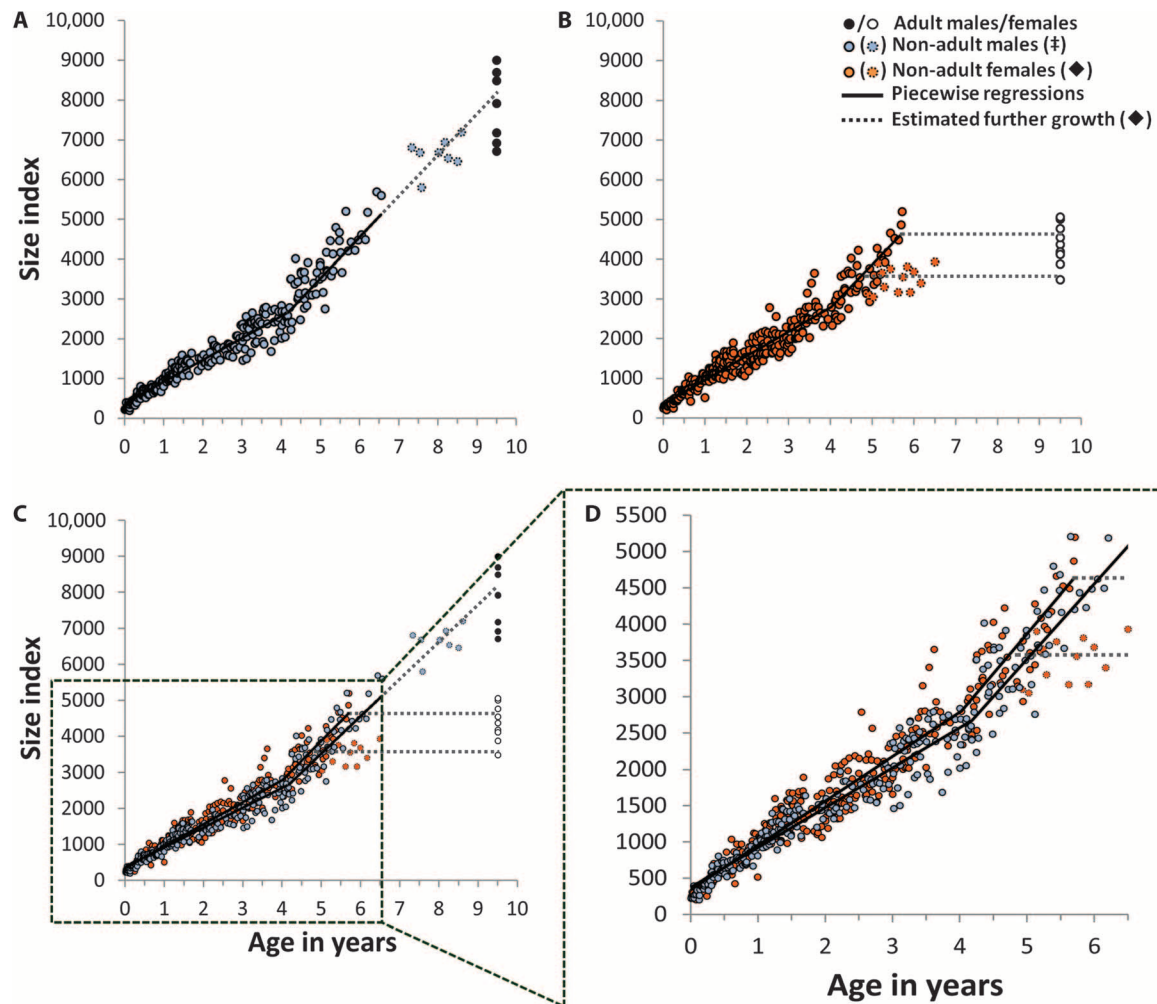 A
10,000
9000
8000
7000
6000
5000
4000
3000
2000
1000
0
Size index
0 1 2 3 4 5 6 7 8 9 10
B
10,000
9000
8000
7000
6000
5000
4000
3000
2000
1000
0
0 1 2 3 4 5 6 7 8 9 10
●/○ Adult males/females
Non-adult males (‡)
Non-adult females (◆)
Piecewise regressions
Estimated further growth (◆)
C
10,000
9000
8000
7000
6000
5000
4000
3000
2000
1000
0
Size index
0 1 2 3 4 5 6 7 8 9 10
Age in years
D
5500
5000
4500
4000
3500
3000
2500
2000
1500
1000
500
0
0 1 2 3 4 5 6
Age in years